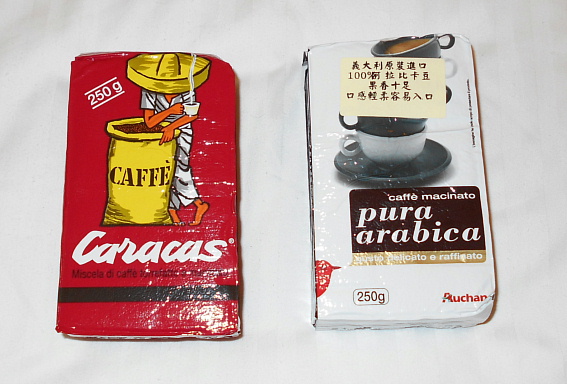 250 g
CAFFÈ
Caracas®
Miscela di caffè
義大利原裝進口
100%阿拉比卡豆
果香十足
口感輕柔容易入口
caffè macinato
pura
arabica
gusto delicato e raffinato
250g
Auchan